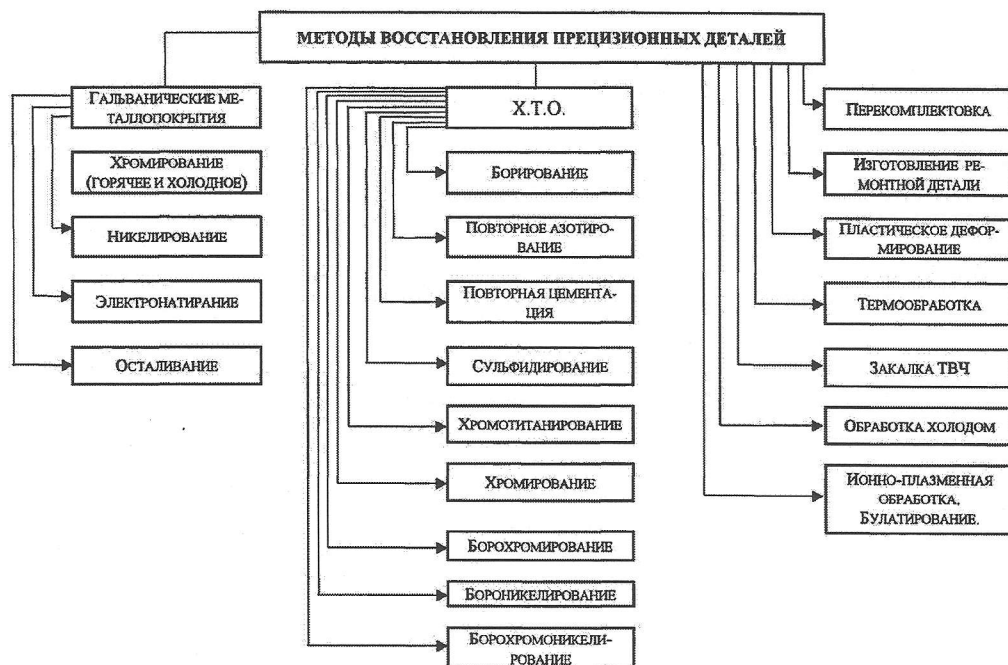 МЕТОДЫ ВОССТАНОВЛЕНИЯ ПРЕЦИЗИОННЫХ ДЕТАЛЕЙ
ГАЛЬВАНИЧЕСКИЕ МЕ-
ТАЛЛОПОКРЫТИЯ
ХРОМИРОВАНИЕ
(ГОРЯЧЕЕ И ХОЛОДНОЕ)
НИКЕЛИРОВАНИЕ
ЭЛЕКТРОНАТИРАНИЕ
ОСТАЛИВАНИЕ
Х.Т.О.
БОРИРОВАНИЕ
ПОВТОРНОЕ АЗОТИРО-
ВАНИЕ
ПОВТОРНАЯ ЦЕМЕНТА-
ЦИЯ
СУЛЬФИДИРОВАНИЕ
ХРОМОТИТАНИРОВАНИЕ
ХРОМИРОВАНИЕ
БОРОХРОМИРОВАНИЕ
БОРОНИКЕЛИРОВАНИЕ
БОРОХРОМОНИКЕЛИ-
РОВАНИЕ
ПЕРЕКОМПЛЕКТОВКА
ИЗГОТОВЛЕНИЕ РЕ-
МОНТНОЙ ДЕТАЛИ
ПЛАСТИЧЕСКОЕ ДЕФОР-
МИРОВАНИЕ
ТЕРМООБРАБОТКА
ЗАКАЛКА ТВЧ
ОБРАБОТКА ХОЛОДОМ
ИОННО-ПЛАЗМЕННАЯ
ОБРАБОТКА,
БУЛАТИРОВАНИЕ.